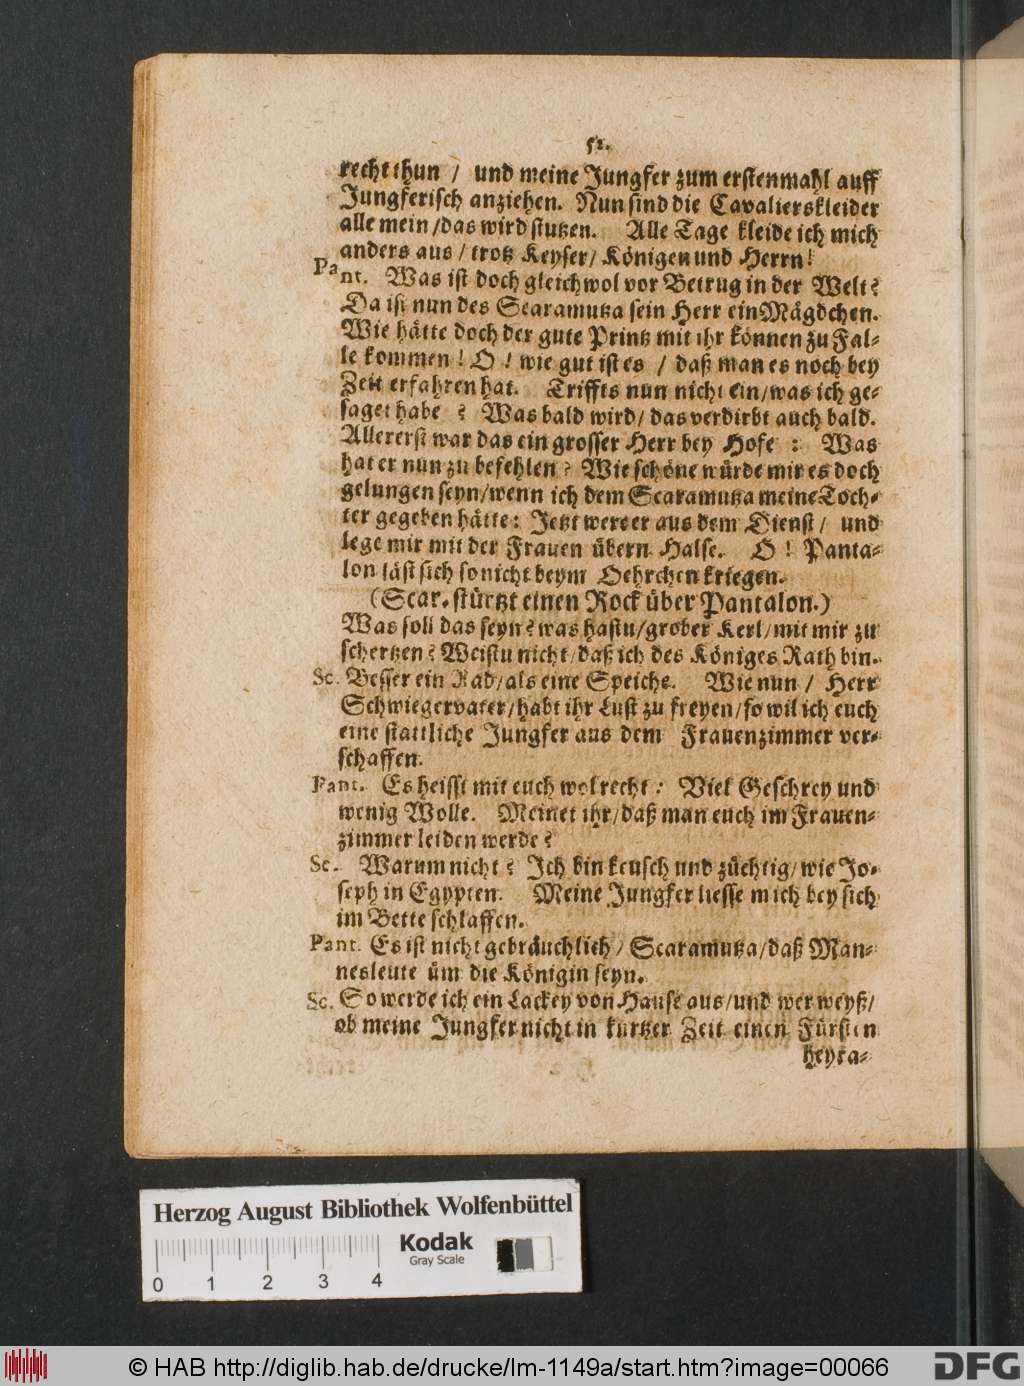 52.
recht thun / und meine Jungfer zum erstenmahl auff
Jungferisch anziehen. Nun sind die Cavalierskleider
alle mein / das wird stutzen. Alle Tage kleide ich mich
anders aus / trotz Keyser / Königen und Herrn!
Pant. Was ist doch gleichwol vor Betrug in der Welt?
Da ist nun des Scaramutza sein Herr ein Mägdchen.
Wie hätte doch der gute Printz mit ihr können zu Fal-
le kommen! O! wie gut ist es / daß man es noch bey
Zeit erfahren hat. Triffts nun nicht ein / was ich ge-
saget habe? Was bald wird / das verdirbt auch bald.
Allererst war das ein grosser Herr bey Hofe: Was
hat er nun zu befehlen? Wie schöne würde mir es doch
gelungen seyn / wenn ich dem Scaramutza meine Toch-
ter gegeben hätte: Jetzt were er aus dem Dienst / und
lege mir mit der Frauen übern Halse. O! Panta-
lon läst sich so nicht beym Oehrchen kriegen.
(Scar. stürtzt einen Rock über Pantalon.)
Was soll das seyn? was hastu / grober Kerl / mit mir zu
schertzen? Weistu nicht / daß ich des Königes Rath bin.
Sc. Besser ein Rad / als eine Speiche. Wie nun / Herr
Schwiegervater / habt ihr Lust zu freyen / so wil ich euch
eine stattliche Jungfer aus dem Frauenzimmer ver-
schaffen.
Pant. Es heisst mit euch wol recht: Viel Geschrey und
wenig Wolle. Meinet ihr / daß man euch im Frauen-
zimmer leiden werde?
Sc. Warum nicht? Ich bin keusch und züchtig / wie Jo-
seph in Egypten. Meine Jungfer liesse mich bey sich
im Bette schlaffen.
Pant. Es ist nicht gebräuchlich / Scaramutza / daß Man-
nesleute üm die Königin seyn.
Sc. So werde ich ein Lackey von Hause aus / und wer weyß /
ob meine Jungfer nicht in kurtzer Zeit einen Fürsten
heyra-
Herzog August Bibliothek Wolfenbüttel
Kodak
Gray Scale
0 1 2 3 4
© HAB http://diglib.hab.de/drucke/lm-1149a/start.htm?image=00066
DFG